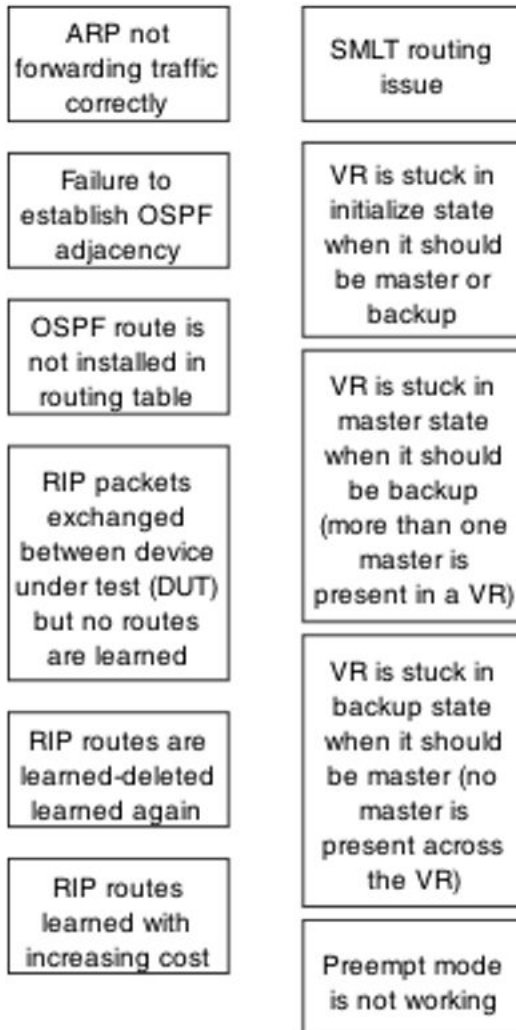 ARP not
forwarding traffic
correctly
Failure to
establish OSPF
adjacency
OSPF route is
not installed in
routing table
RIP packets
exchanged
between device
under test (DUT)
but no routes
are learned
RIP routes are
learned-deleted
learned again
RIP routes
learned with
increasing cost
SMLT routing
issue
VR is stuck in
initialize state
when it should
be master or
backup
VR is stuck in
master state
when it should
be backup
(more than one
master is
present in a VR)
VR is stuck in
backup state
when it should
be master (no
master is
present across
the VR)
Preempt mode
is not working